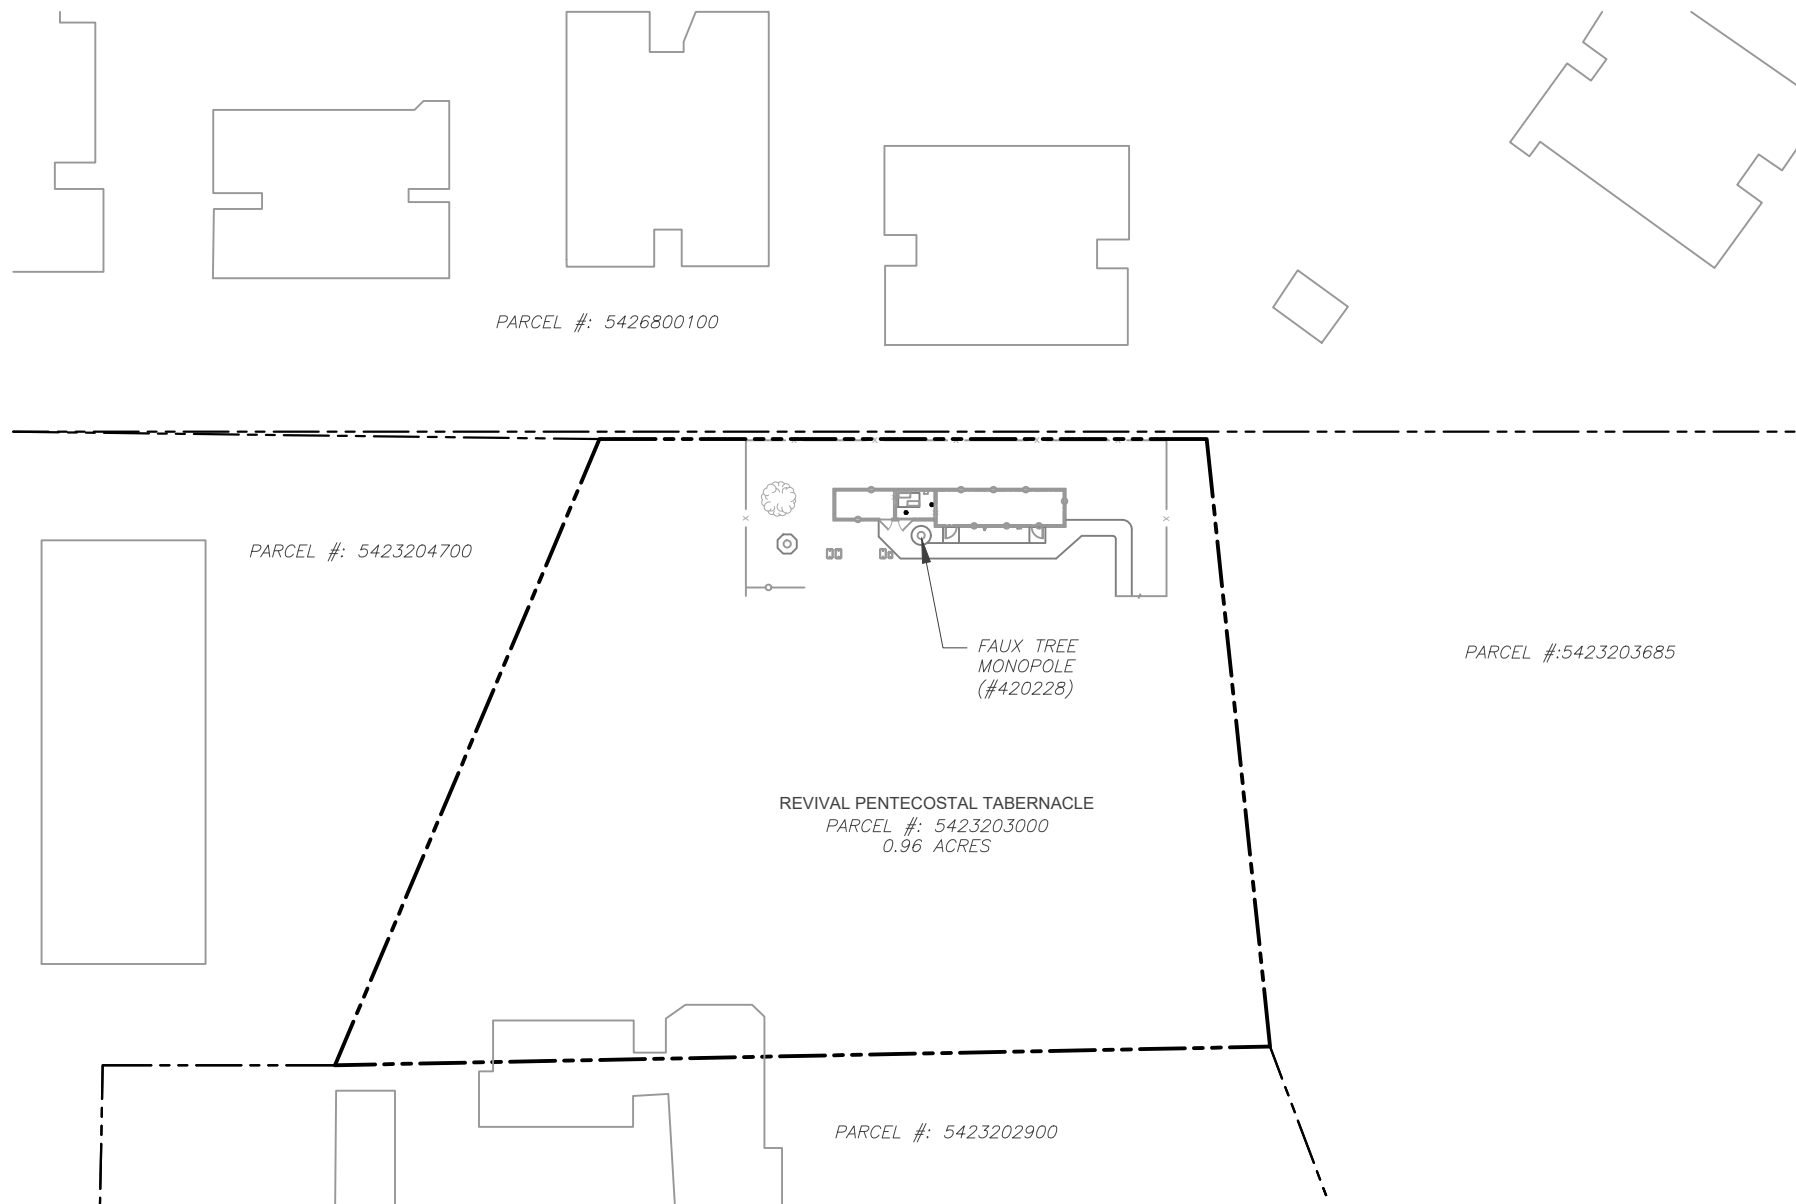 PARCEL #: 5426800100
PARCEL #: 5423204700
FAUX TREE
MONOPOLE
(#420228)
PARCEL #:5423203685
REVIVAL PENTECOSTAL TABERNACLE
PARCEL #: 5423203000
0.96 ACRES
PARCEL #: 5423202900